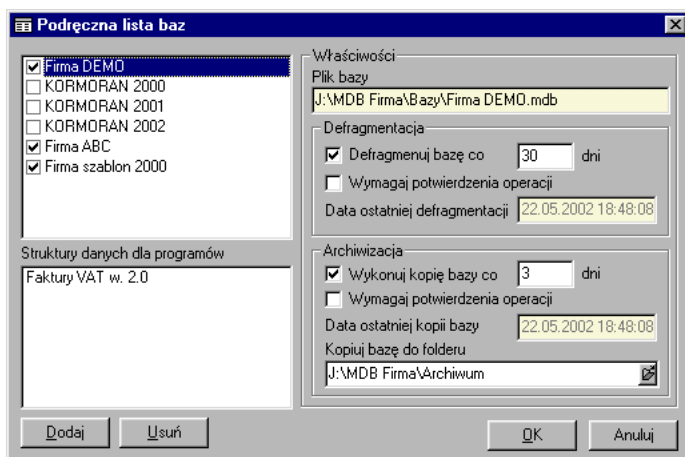 Podręczna lista baz
Firma DEMO
KORMORAN 2000
KORMORAN 2001
KORMORAN 2002
Firma ABC
Firma szablon 2000
Struktury danych dla programów
Faktury VAT w. 2.0
Dodaj
Usuń
Właściwości
Plik bazy
J:\MDB Firma\Bazy\Firma DEMO.mdb
Defragmentacja
Defragmenuj bazę co 30 dni
Wymagaj potwierdzenia operacji
Data ostatniej defragmentacji 22.05.2002 18:48:08
Archiwizacja
Wykonuj kopię bazy co 3 dni
Wymagaj potwierdzenia operacji
Data ostatniej kopii bazy 22.05.2002 18:48:08
Kopiuj bazę do folderu
J:\MDB Firma\Archiwum
OK
Anuluj